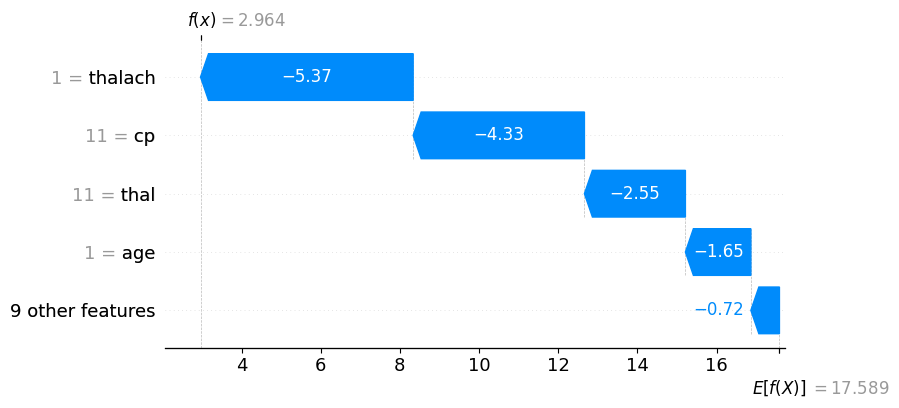 f(x) = 2.964
1 = thalach
−5.37
11 = cp
−4.33
11 = thal
−2.55
1 = age
−1.65
9 other features
−0.72
4 6 8 10 12 14 16
E[f(X)] = 17.589